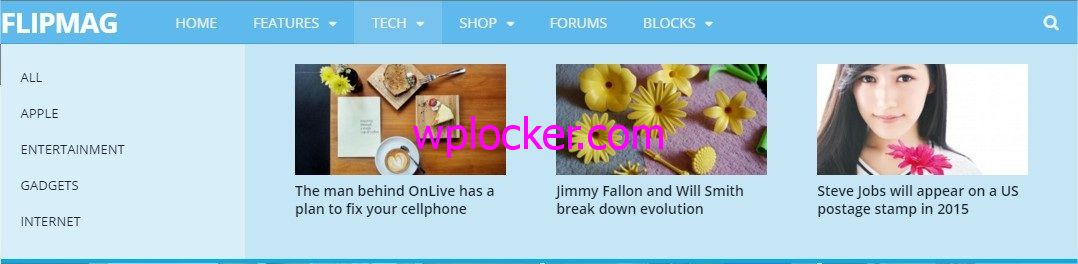 FLIPMAG
HOME
FEATURES
TECH
SHOP
FORUMS
BLOCKS
ALL
APPLE
ENTERTAINMENT
GADGETS
INTERNET
wplocker.com
The man behind OnLive has a
plan to fix your cellphone
Jimmy Fallon and Will Smith
break down evolution
Steve Jobs will appear on a US
postage stamp in 2015